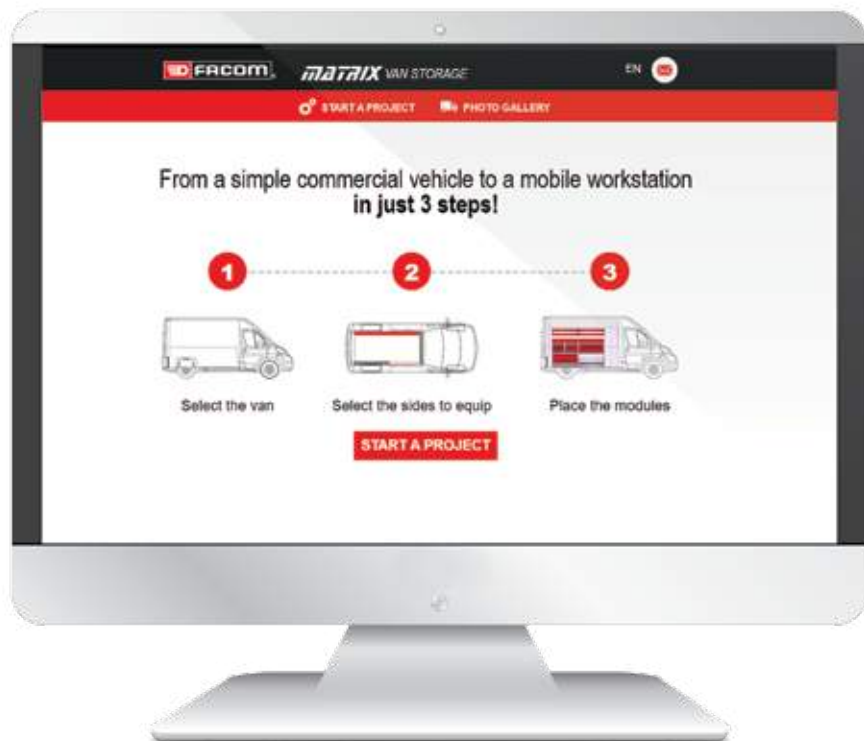 FACOM
MATRIX VAN STORAGE
EN
START A PROJECT
PHOTO GALLERY
From a simple commercial vehicle to a mobile workstation
in just 3 steps!
1
2
3
Select the van
Select the sides to equip
Place the modules
START A PROJECT